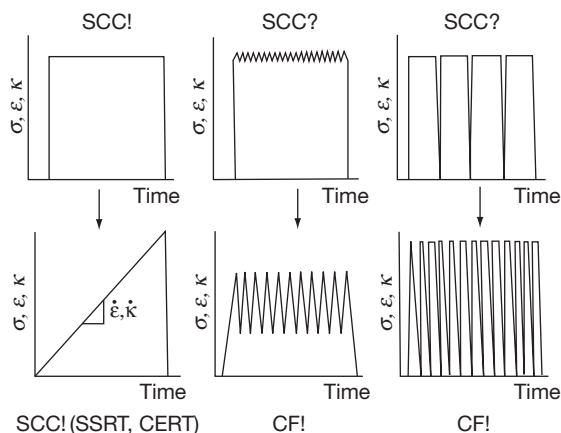 SCC!
SCC?
SCC?
σ, ε, κ
σ, ε, κ
σ, ε, κ
Time
Time
Time
σ, ε, κ
ε̇, κ̇
σ, ε, κ
σ, ε, κ
Time
Time
Time
SCC! (SSRT, CERT)
CF!
CF!